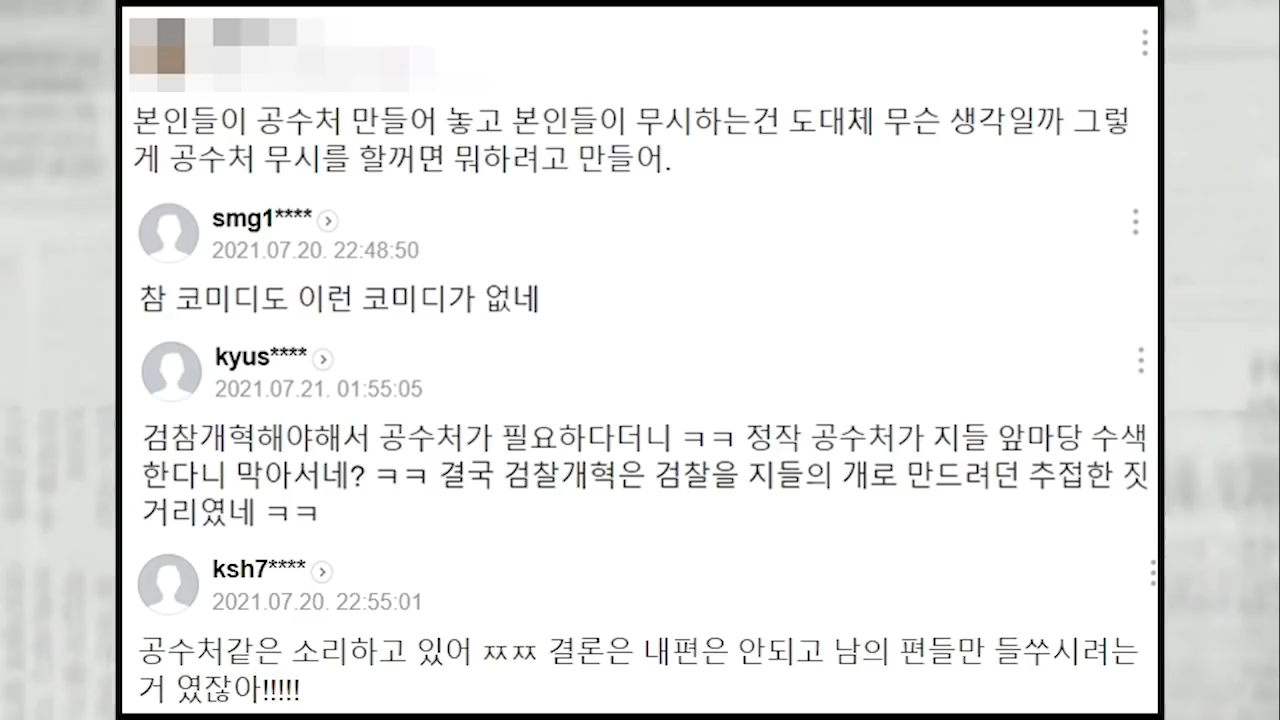 본인들이 공수처 만들어 놓고 본인들이 무시하는건 도대체 무슨 생각일까 그렇
게 공수처 무시를 할꺼면 뭐하려고 만들어.
smg1****
2021.07.20. 22:48:50
참 코미디도 이런 코미디가 없네
kyus****
2021.07.21. 01:55:05
검참개혁해야해서 공수처가 필요하다더니 ㅋㅋ 정작 공수처가 지들 앞마당 수색
한다니 막아서네? ㅋㅋ 결국 검찰개혁은 검찰을 지들의 개로 만드려던 추접한 짓
거리였네 ㅋㅋ
ksh7****
2021.07.20. 22:55:01
공수처같은 소리하고 있어 ㅉㅉ 결론은 내편은 안되고 남의 편들만 들쑤시려는
거 였잖아!!!!!